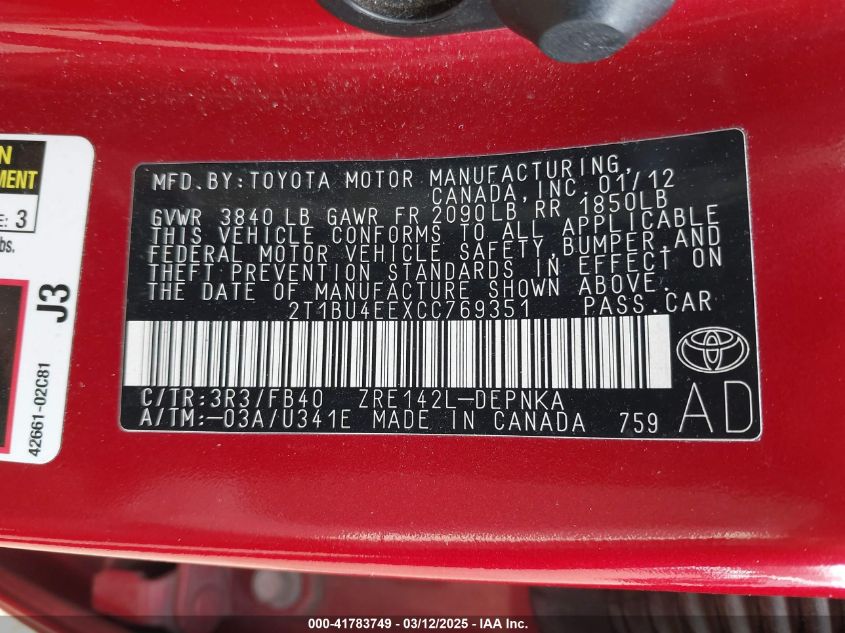 N
MENT
E: 3
bs.
J3
42661-02C81
MFD. BY: TOYOTA MOTOR MANUFACTURING,
CANADA, INC. 01/12
GVWR 3840 LB GAWR FR 2090LB RR 1850LB
THIS VEHICLE CONFORMS TO ALL APPLICABLE
FEDERAL MOTOR VEHICLE SAFETY, BUMPER, AND
THEFT PREVENTION STANDARDS IN EFFECT ON
THE DATE OF MANUFACTURE SHOWN ABOVE.
2T1BU4EEXCC769351 PASS. CAR
C/TR: 3R3/FB40 ZRE142L-DEPNKA
A/TM:-03A/U341E MADE IN CANADA 759
AD
000-41783749 - 03/12/2025 - IAA Inc.